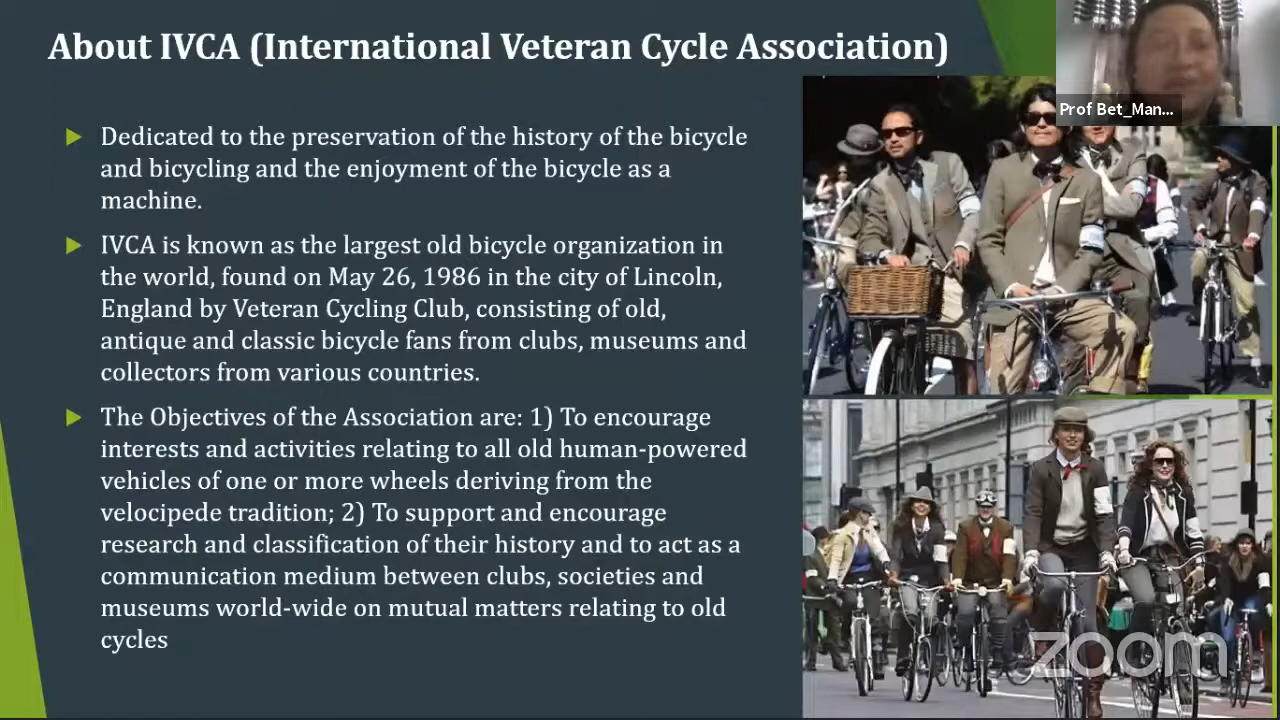 About IVCA (International Veteran Cycle Association)
Prof Bet_Man...
Dedicated to the preservation of the history of the bicycle
and bicycling and the enjoyment of the bicycle as a
machine.
IVCA is known as the largest old bicycle organization in
the world, found on May 26, 1986 in the city of Lincoln,
England by Veteran Cycling Club, consisting of old,
antique and classic bicycle fans from clubs, museums and
collectors from various countries.
The Objectives of the Association are: 1) To encourage
interests and activities relating to all old human-powered
vehicles of one or more wheels deriving from the
velocipede tradition; 2) To support and encourage
research and classification of their history and to act as a
communication medium between clubs, societies and
museums world-wide on mutual matters relating to old
cycles
zoom